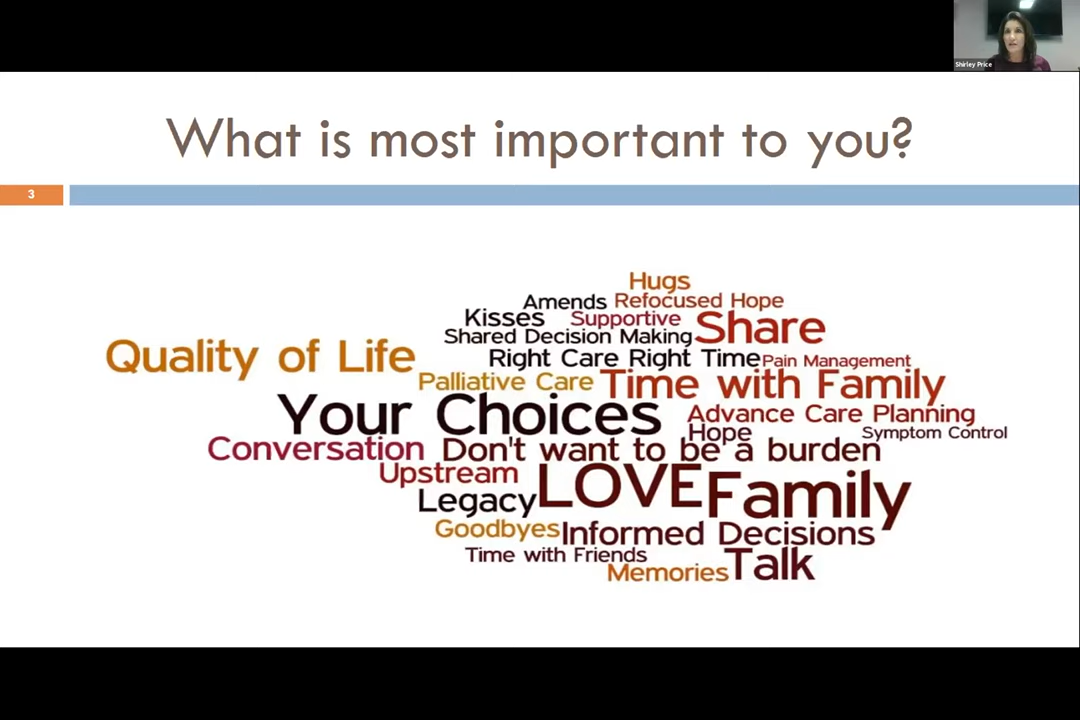 Shirley Price
What is most important to you?
3
Hugs
Amends Refocused Hope
Kisses Supportive Share
Shared Decision Making
Quality of Life
Right Care Right Time Pain Management
Palliative Care Time with Family
Your Choices Advance Care Planning
Hope Symptom Control
Conversation Don't want to be a burden
Upstream LOVE Family
Legacy
Goodbyes Informed Decisions
Time with Friends Talk
Memories